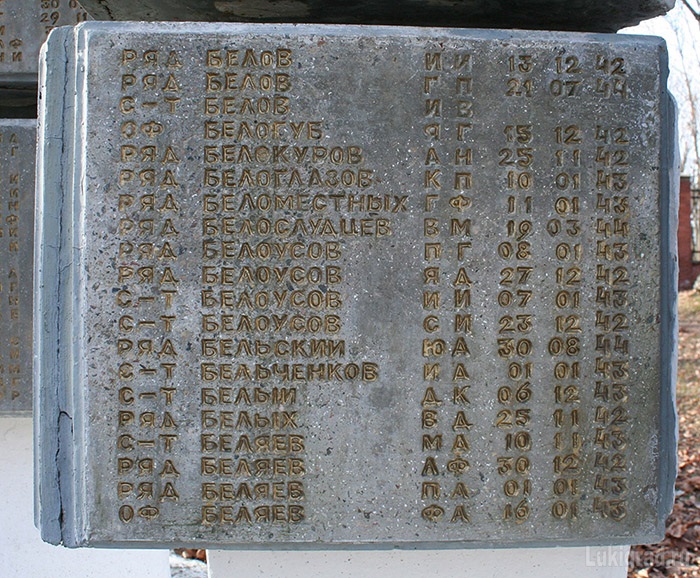 РЯД БЕЛОВ И И 13 12 42
РЯД БЕЛОВ Г П 21 07 44
С-Т БЕЛОВ И В
ОФ БЕЛОГУБ Я Г 15 12 42
РЯД БЕЛОКУРОВ А Н 25 11 42
РЯД БЕЛОГЛАЗОВ К П 10 01 43
РЯД БЕЛОМЕСТНЫХ Г Ф 11 01 43
РЯД БЕЛОСЛУДЦЕВ В М 19 03 44
РЯД БЕЛОУСОВ П Г 08 01 43
РЯД БЕЛОУСОВ Я Д 27 12 42
С-Т БЕЛОУСОВ И И 07 01 43
С-Т БЕЛОУСОВ С И 23 12 42
РЯД БЕЛЬСКИЙ Ю А 30 08 44
С-Т БЕЛЬЧЕНКОВ И А 01 01 43
С-Т БЕЛЫЙ Д К 06 12 43
РЯД БЕЛЫХ В Д 25 11 42
С-Т БЕЛЯЕВ М А 10 11 43
РЯД БЕЛЯЕВ Л Ф 30 12 42
РЯД БЕЛЯЕВ П А 01 01 43
ОФ БЕЛЯЕВ Ф А 16 01 43
Lukigrad.ru